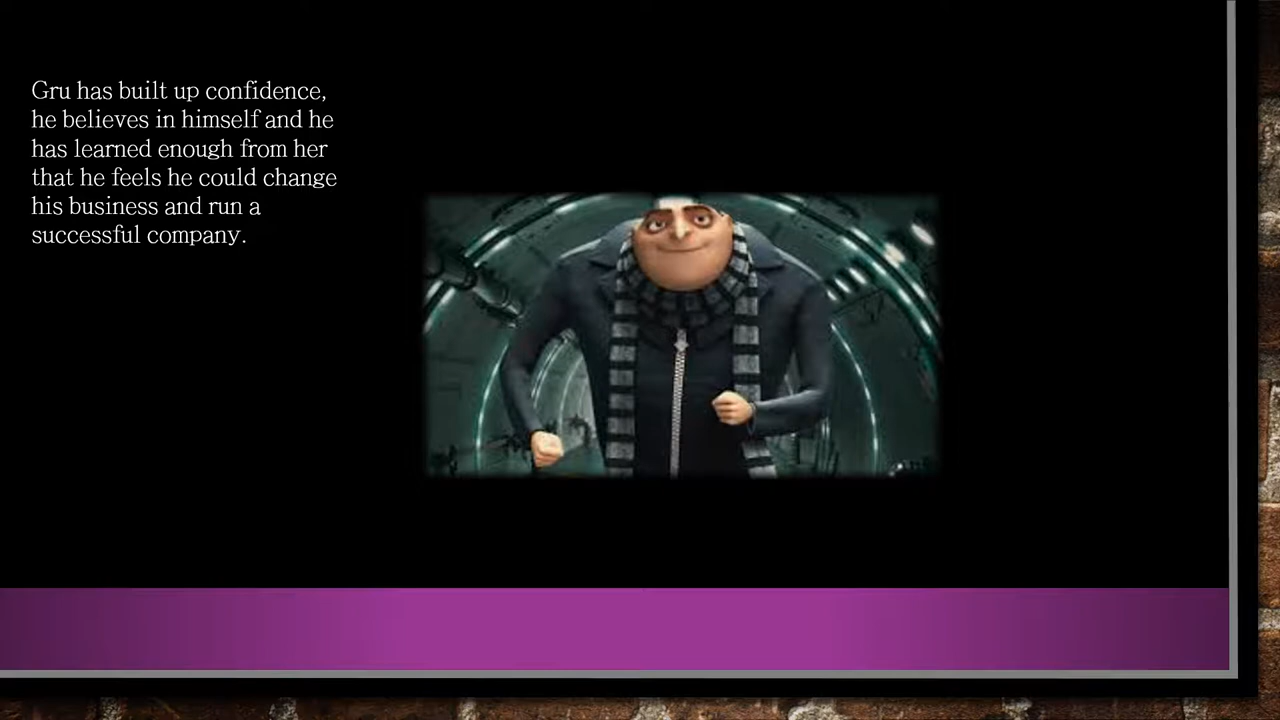 Gru has built up confidence,
he believes in himself and he
has learned enough from her
that he feels he could change
his business and run a
successful company.